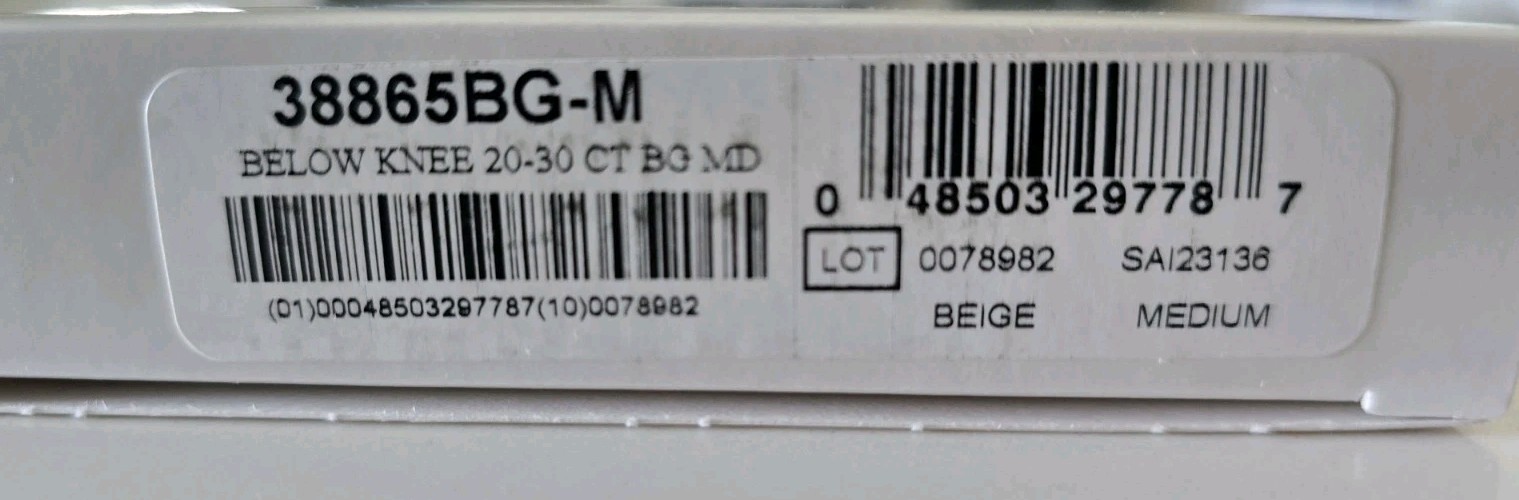 38865BG-M
BELOW KNEE 20-30 CT BG MD
(01)00048503297787(10)0078982
0 48503 29778 7
LOT 0078982 SAI23136
BEIGE MEDIUM